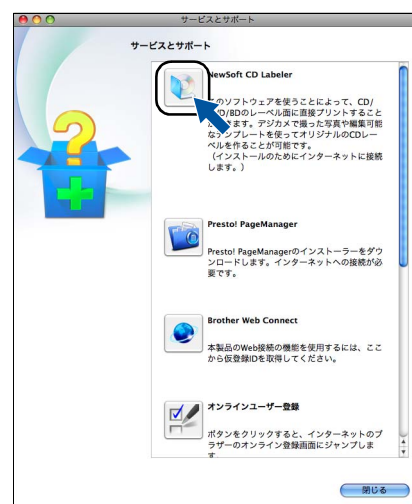 サービスとサポート
サービスとサポート
NewSoft CD Labeler
このソフトウェアを使うことによって、CD/
BDのレーベル面に直接プリントすること
ます。デジカメで撮った写真や編集可能
なテンプレートを使ってオリジナルのCDレー
ベルを作ることが可能です。
（インストールのためにインターネットに接続
します。）
Presto! PageManager
Presto! PageManagerのインストーラーをダウ
ンロードします。インターネットへの接続が必
要です。
Brother Web Connect
本製品のWeb接続の機能を使用するには、ここ
から仮登録IDを取得してください。
オンラインユーザー登録
ボタンをクリックすると、インターネットのブ
ラザーのオンライン登録画面にジャンプしま
す
閉じる